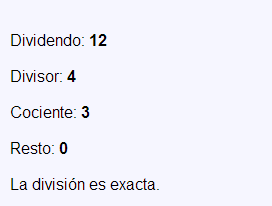 Dividendo: 12
Divisor: 4
Cociente: 3
Resto: 0
La división es exacta.